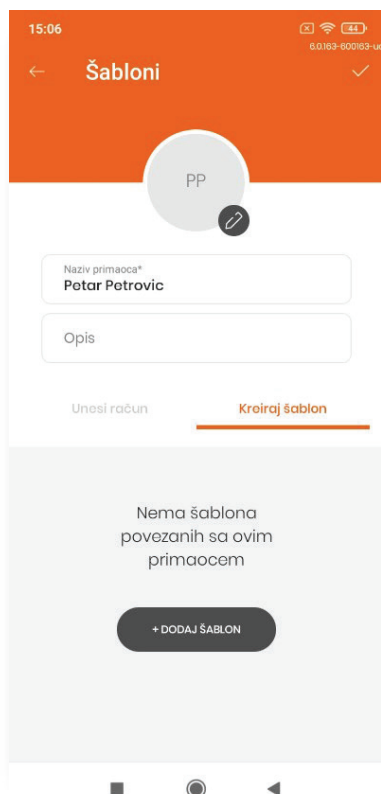 15:06
44
6.0.163-600163-ud
Šabloni
PP
Naziv primaoca*
Petar Petrovic
Opis
Unesi račun
Kreiraj šablon
Nema šablona
povezanih sa ovim
primaocem
+ DODAJ ŠABLON